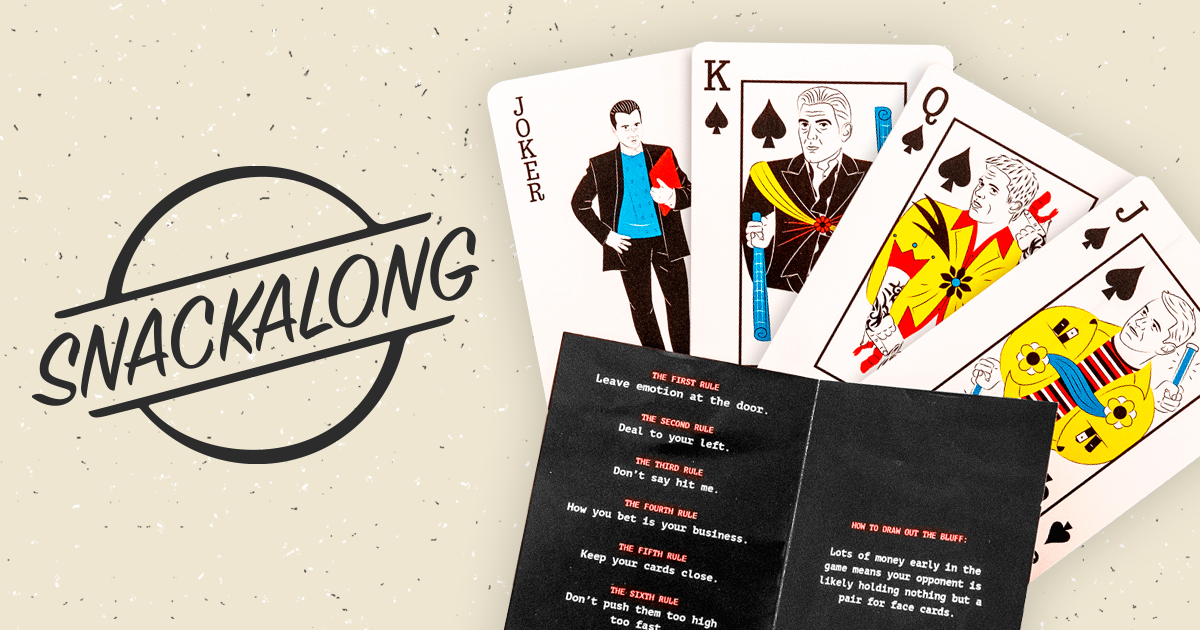 SNACKALONG
JOKER
K
Q
J
THE FIRST RULE
Leave emotion at the door.
THE SECOND RULE
Deal to your left.
THE THIRD RULE
Don't say hit me.
THE FOURTH RULE
How you bet is your business.
THE FIFTH RULE
Keep your cards close.
THE SIXTH RULE
Don't push them too high
too fast
HOW TO DRAW OUT THE BLUFF:
Lots of money early in the
game means your opponent is
likely holding nothing but a
pair for face cards.